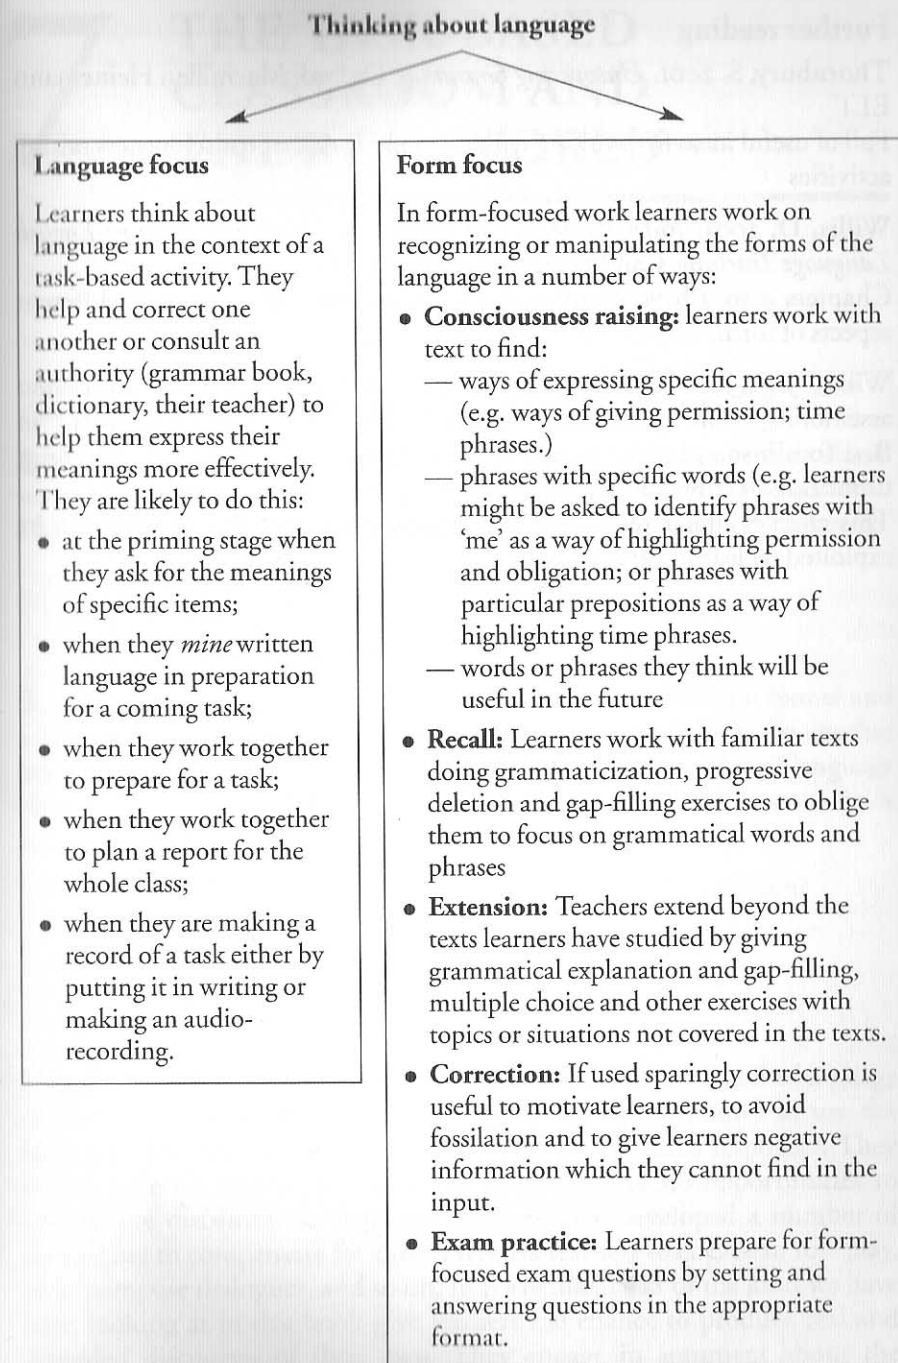 Thinking about language
Language focus
Learners think about
language in the context of a
task-based activity. They
help and correct one
another or consult an
authority (grammar book,
dictionary, their teacher) to
help them express their
meanings more effectively.
They are likely to do this:
• at the priming stage when
they ask for the meanings
of specific items;
• when they mine written
language in preparation
for a coming task;
• when they work together
to prepare for a task;
• when they work together
to plan a report for the
whole class;
• when they are making a
record of a task either by
putting it in writing or
making an audio-
recording.
Form focus
In form-focused work learners work on
recognizing or manipulating the forms of the
language in a number of ways:
• Consciousness raising: learners work with
text to find:
— ways of expressing specific meanings
(e.g. ways of giving permission; time
phrases.)
— phrases with specific words (e.g. learners
might be asked to identify phrases with
‘me’ as a way of highlighting permission
and obligation; or phrases with
particular prepositions as a way of
highlighting time phrases.
— words or phrases they think will be
useful in the future
• Recall: Learners work with familiar texts
doing grammaticization, progressive
deletion and gap-filling exercises to oblige
them to focus on grammatical words and
phrases
• Extension: Teachers extend beyond the
texts learners have studied by giving
grammatical explanation and gap-filling,
multiple choice and other exercises with
topics or situations not covered in the texts.
• Correction: If used sparingly correction is
useful to motivate learners, to avoid
fossilation and to give learners negative
information which they cannot find in the
input.
• Exam practice: Learners prepare for form-
focused exam questions by setting and
answering questions in the appropriate
format.